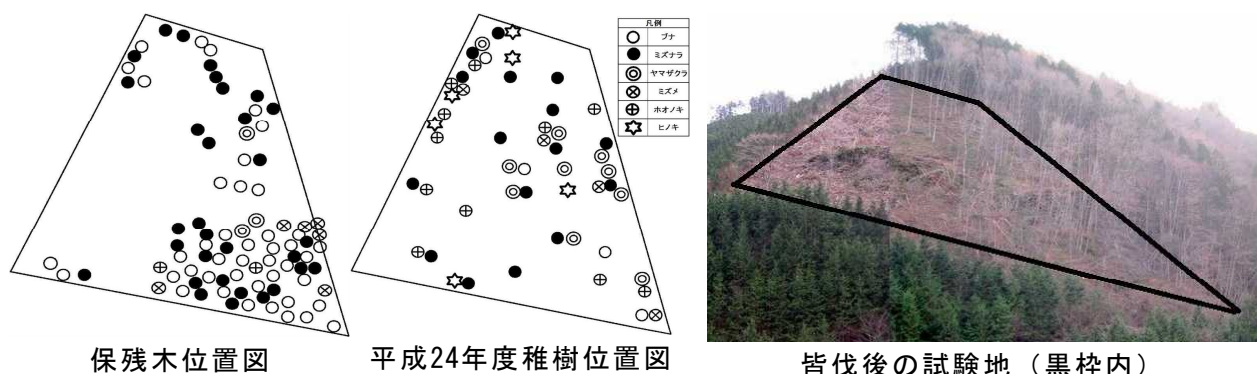 凡例
ブナ
ミズナラ
ヤマザクラ
ミズメ
ホオノキ
ヒノキ
保残木位置図
平成24年度稚樹位置図
皆伐後の試験地（黒枠内）